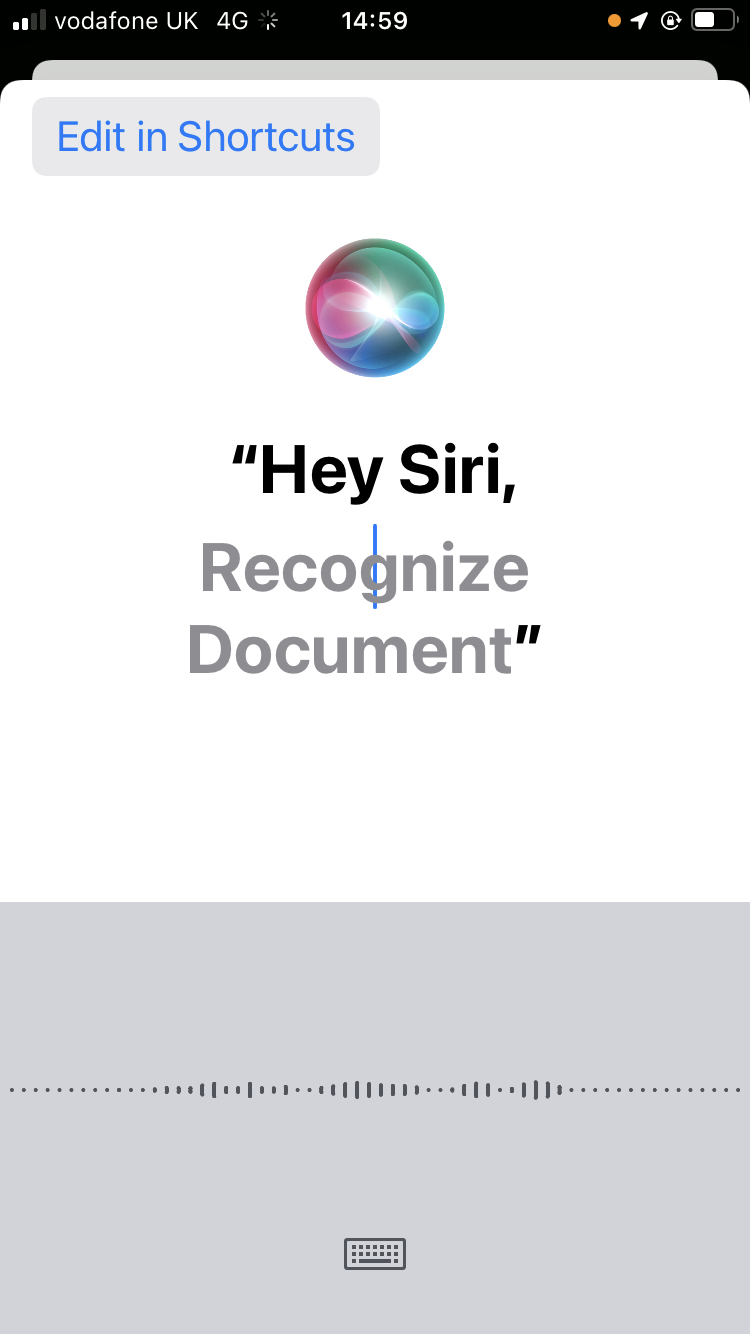 vodafone UK 4G 14:59
Edit in Shortcuts
“Hey Siri,
Recognize
Document”